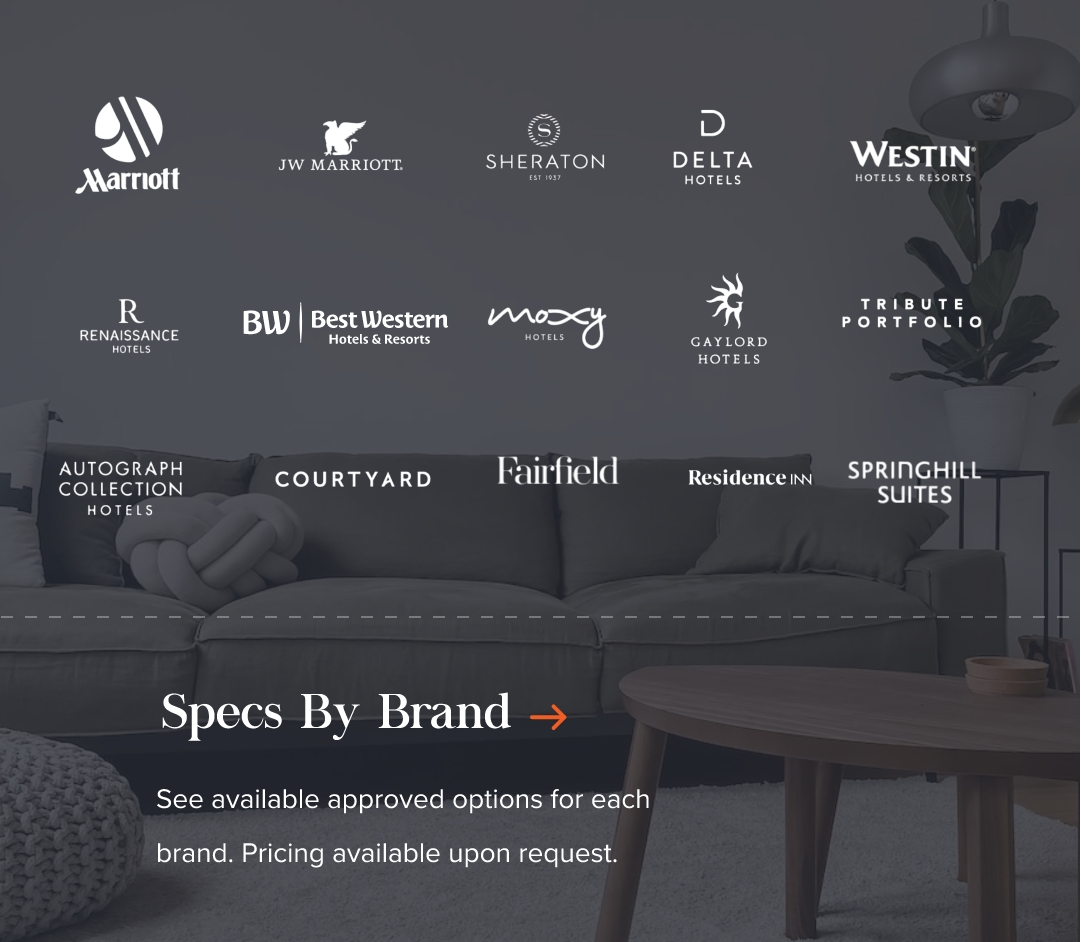 Marriott
JW MARRIOTT.
S
SHERATON
EST 1937
D
DELTA
HOTELS
WESTIN®
HOTELS & RESORTS
R
RENAISSANCE
HOTELS
BW | Best Western
Hotels & Resorts
moxy
HOTELS
G
GAYLORD
HOTELS
TRIBUTE
PORTFOLIO
AUTOGRAPH
COLLECTION
HOTELS
COURTYARD
Fairfield
Residence INN
SPRINGHILL
SUITES
Specs By Brand →
See available approved options for each
brand. Pricing available upon request.